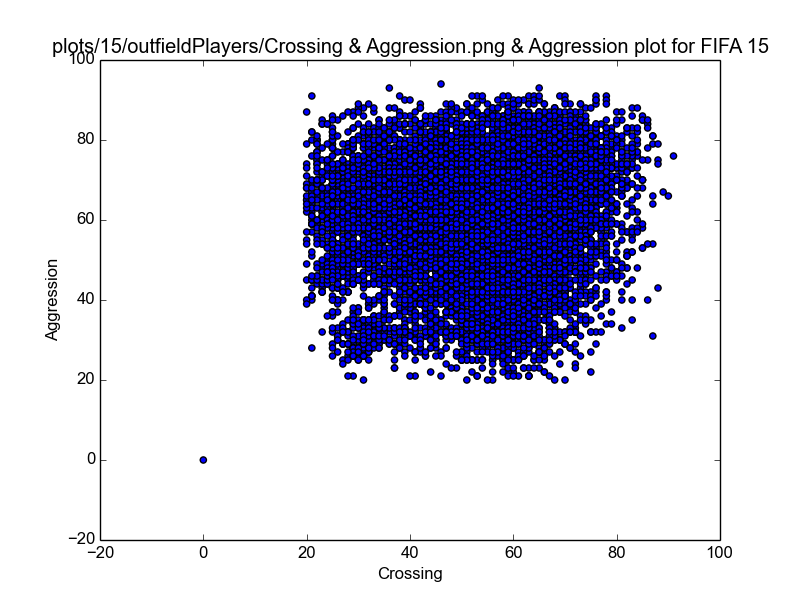 plots/15/outfieldPlayers/Crossing & Aggression.png & Aggression plot for FIFA 15
100
80
60
40
20
0
−20
Aggression
−20 0 20 40 60 80 100
Crossing